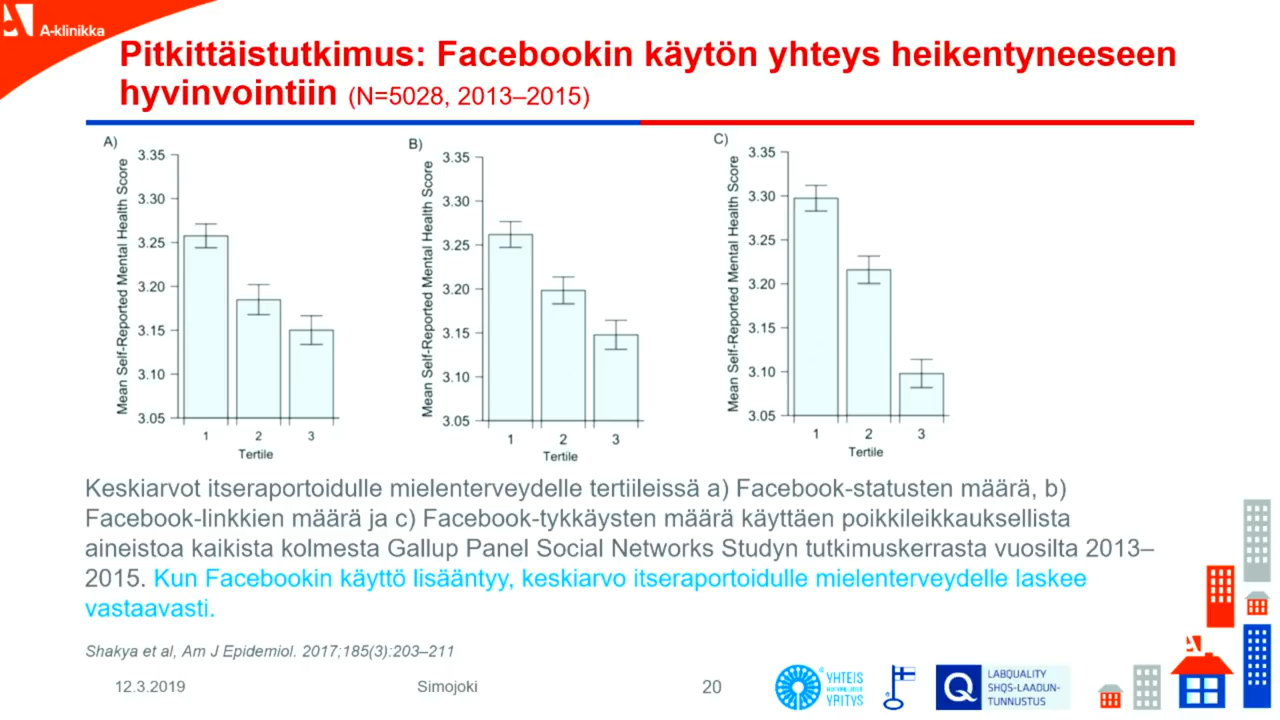 A-klinikka
Pitkittäistutkimus: Facebookin käytön yhteys heikentyneeseen
hyvinvointiin (N=5028, 2013–2015)
A)
Mean Self-Reported Mental Health Score
3.35
3.30
3.25
3.20
3.15
3.10
3.05
1 2 3
Tertile
B)
Mean Self-Reported Mental Health Score
3.35
3.30
3.25
3.20
3.15
3.10
3.05
1 2 3
Tertile
C)
Mean Self-Reported Mental Health Score
3.35
3.30
3.25
3.20
3.15
3.10
3.05
1 2 3
Tertile
Keskiarvot itseraportoidulle mielenterveydelle tertiileissä a) Facebook-statusten määrä, b)
Facebook-linkkien määrä ja c) Facebook-tykkäysten määrä käyttäen poikkileikkauksellista
aineistoa kaikista kolmesta Gallup Panel Social Networks Studyn tutkimuskerrasta vuosilta 2013–
2015. Kun Facebookin käyttö lisääntyy, keskiarvo itseraportoidulle mielenterveydelle laskee
vastaavasti.
Shakya et al, Am J Epidemiol. 2017;185(3):203–211
12.3.2019
Simojoki
20
YHTEIS
YRITYS
Q
LABQUALITY
SHQS-LAADUN-
TUNNUSTUS